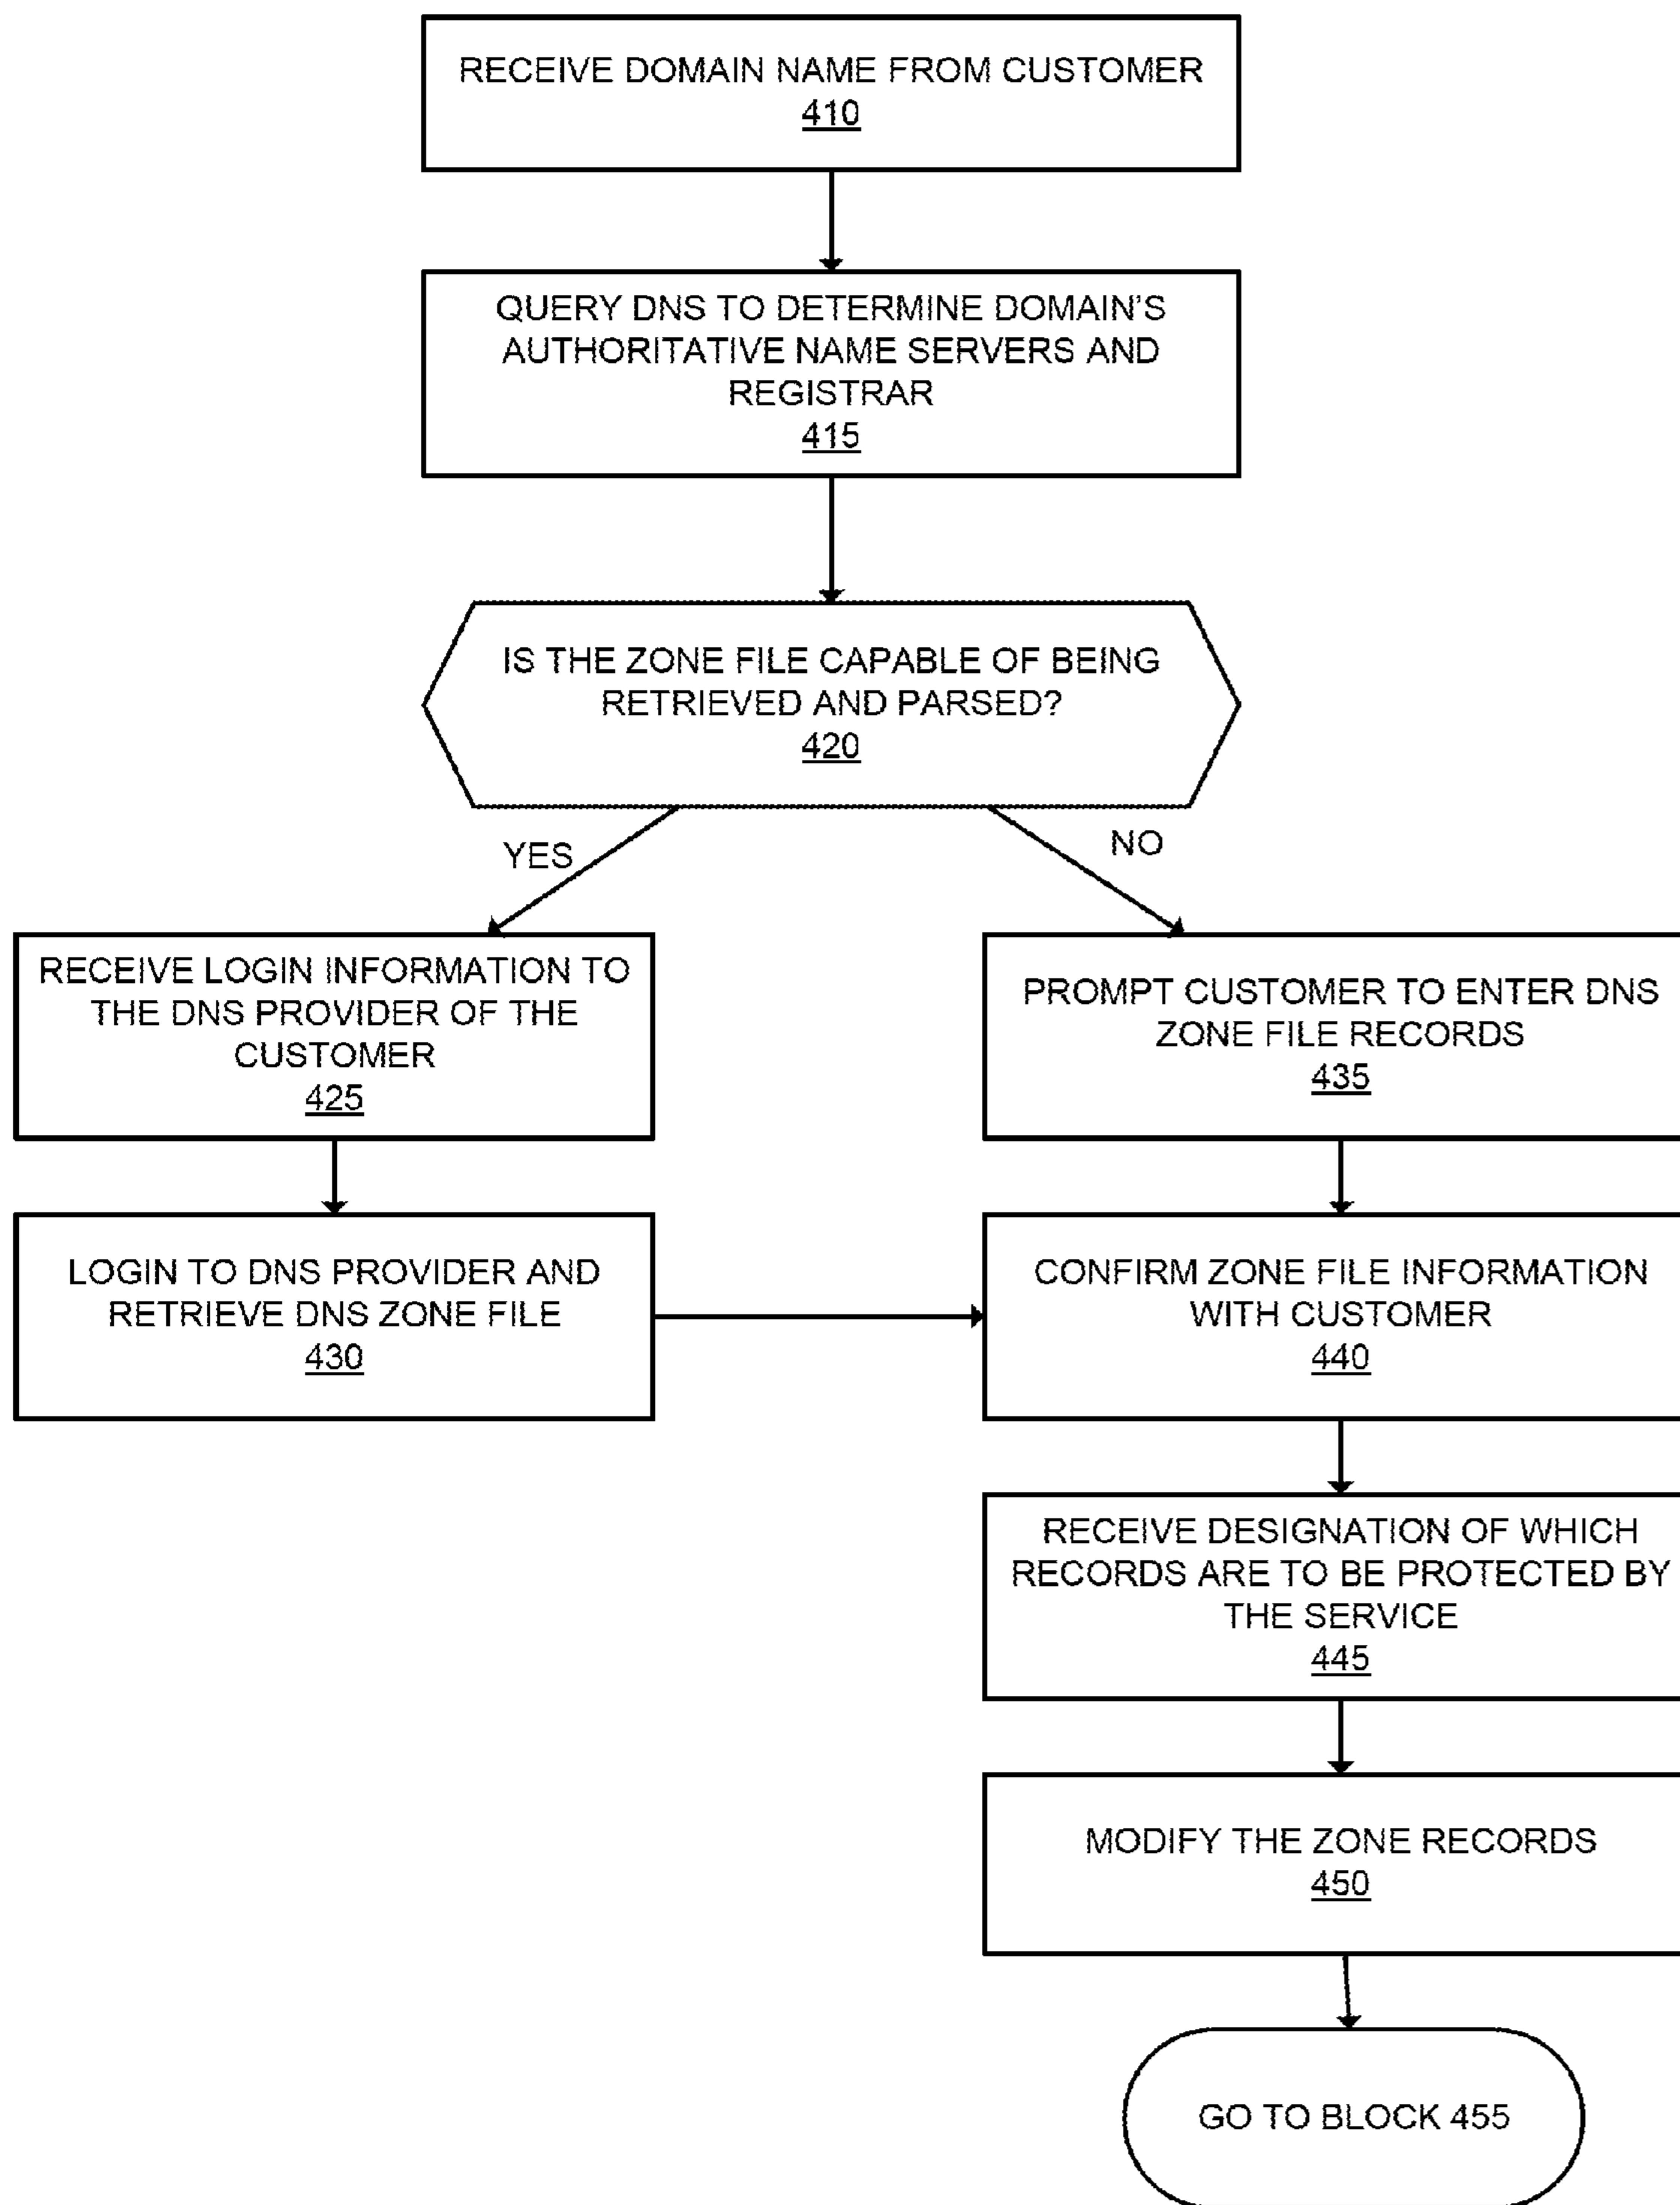 RECEIVE DOMAIN NAME FROM CUSTOMER
410
QUERY DNS TO DETERMINE DOMAIN'S
AUTHORITATIVE NAME SERVERS AND
REGISTRAR
415
IS THE ZONE FILE CAPABLE OF BEING
RETRIEVED AND PARSED?
420
YES
NO
RECEIVE LOGIN INFORMATION TO
THE DNS PROVIDER OF THE
CUSTOMER
425
PROMPT CUSTOMER TO ENTER DNS
ZONE FILE RECORDS
435
LOGIN TO DNS PROVIDER AND
RETRIEVE DNS ZONE FILE
430
CONFIRM ZONE FILE INFORMATION
WITH CUSTOMER
440
RECEIVE DESIGNATION OF WHICH
RECORDS ARE TO BE PROTECTED BY
THE SERVICE
445
MODIFY THE ZONE RECORDS
450
GO TO BLOCK 455